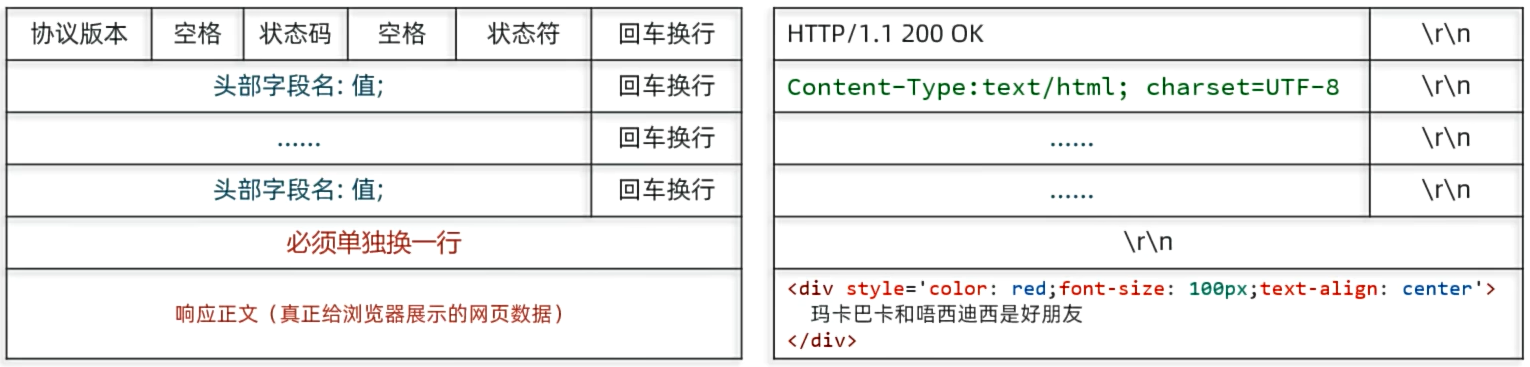 协议版本 空格 状态码 空格 状态符 回车换行
头部字段名: 值; 回车换行
...... 回车换行
头部字段名: 值; 回车换行
必须单独换一行
响应正文（真正给浏览器展示的网页数据）
HTTP/1.1 200 OK \r\n
Content-Type:text/html; charset=UTF-8 \r\n
...... \r\n
...... \r\n
\r\n
<div style='color: red;font-size: 100px;text-align: center'>
玛卡巴卡和唔西迪西是好朋友
</div>